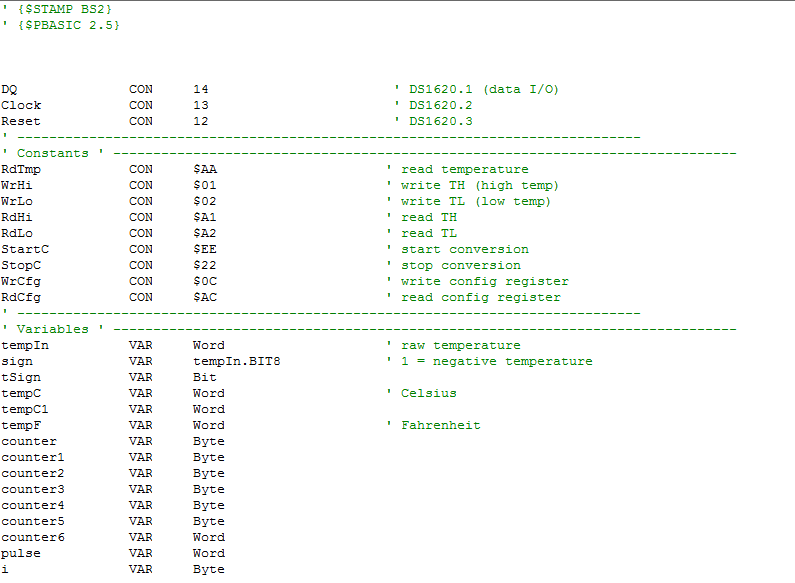 ' {$STAMP BS2}
' {$PBASIC 2.5}
DQ CON 14 ' DS1620.1 (data I/O)
Clock CON 13 ' DS1620.2
Reset CON 12 ' DS1620.3
' ------------------------------------------------------------------------------
' Constants ' ------------------------------------------------------------------------------
RdTmp CON $AA ' read temperature
WrHi CON $01 ' write TH (high temp)
WrLo CON $02 ' write TL (low temp)
RdHi CON $A1 ' read TH
RdLo CON $A2 ' read TL
StartC CON $EE ' start conversion
StopC CON $22 ' stop conversion
WrCfg CON $0C ' write config register
RdCfg CON $AC ' read config register
' ------------------------------------------------------------------------------
' Variables ' ------------------------------------------------------------------------------
tempIn VAR Word ' raw temperature
sign VAR tempIn.BIT8 ' 1 = negative temperature
tSign VAR Bit
tempC VAR Word ' Celsius
tempC1 VAR Word
tempF VAR Word ' Fahrenheit
counter VAR Byte
counter1 VAR Byte
counter2 VAR Byte
counter3 VAR Byte
counter4 VAR Byte
counter5 VAR Byte
counter6 VAR Word
pulse VAR Word
i VAR Byte